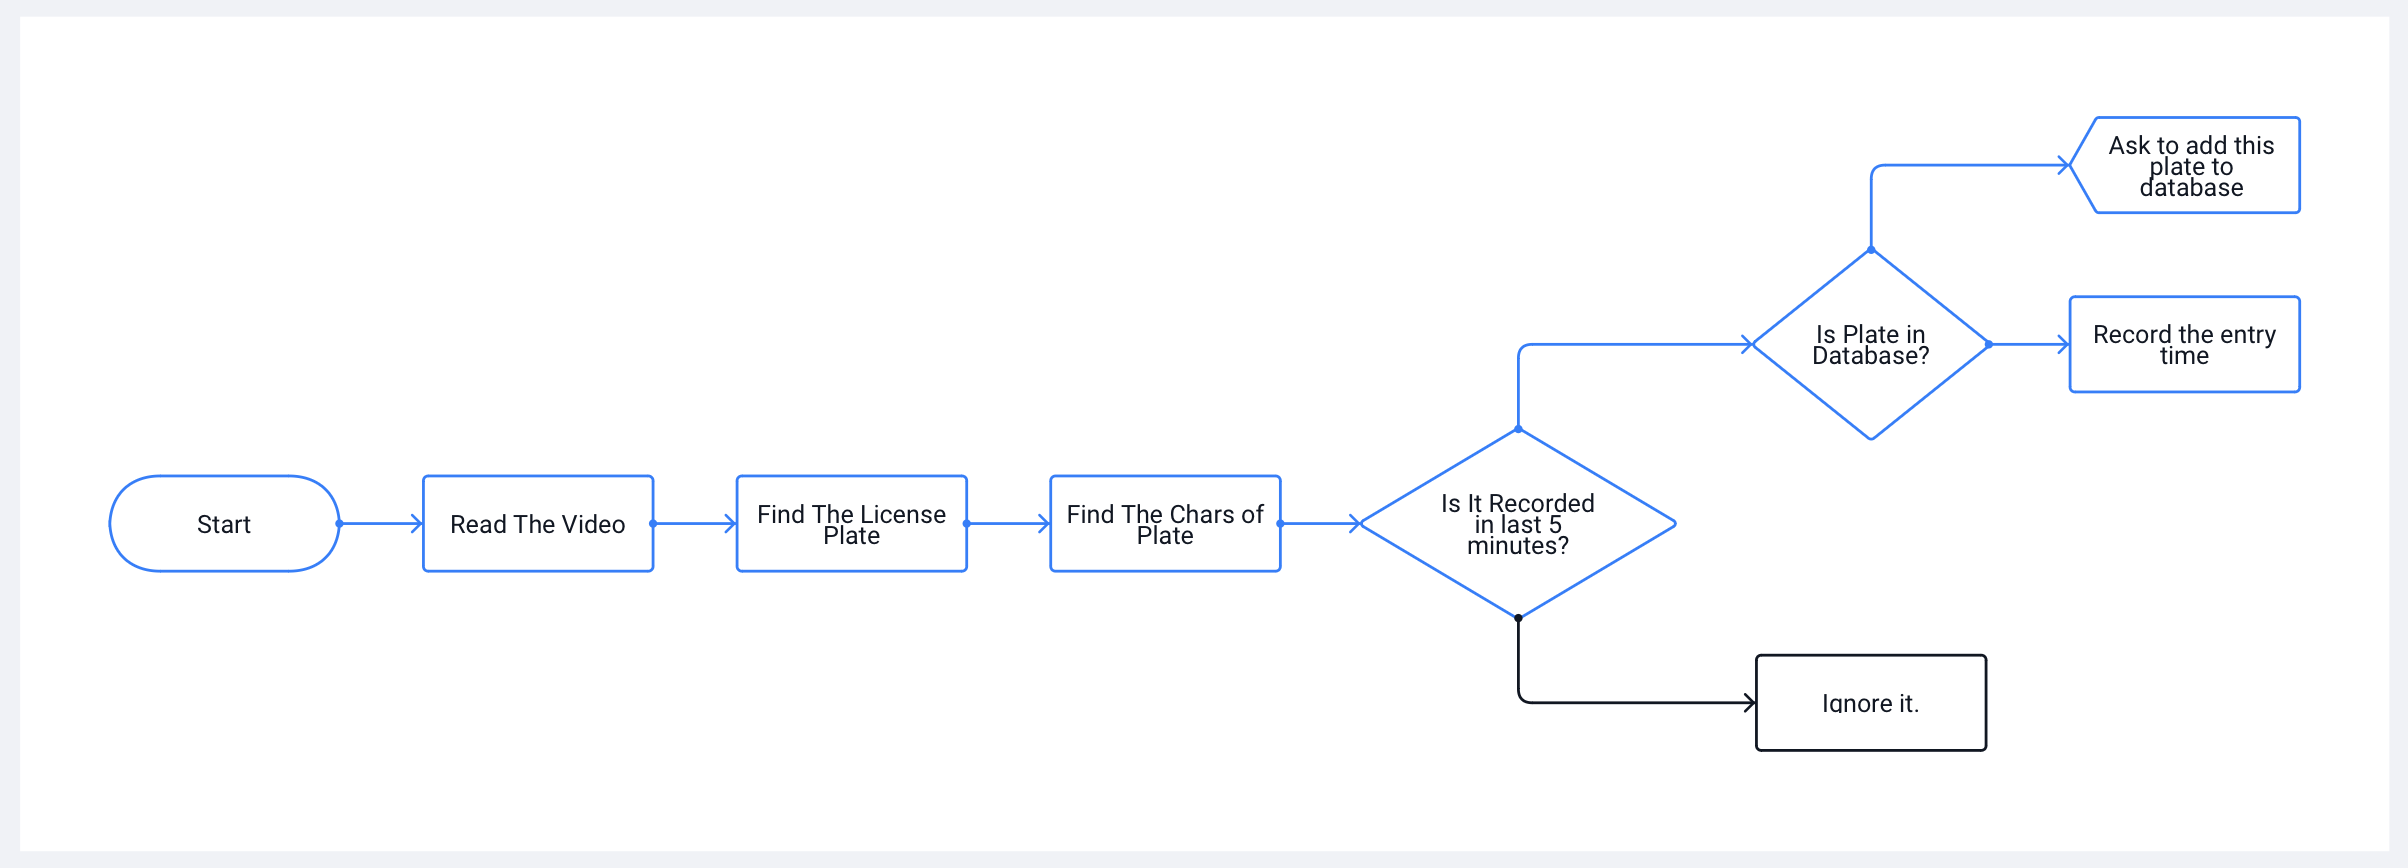 Start
Read The Video
Find The License
Plate
Find The Chars of
Plate
Is It Recorded
in last 5
minutes?
Is Plate in
Database?
Ask to add this
plate to
database
Record the entry
time
Ignore it.